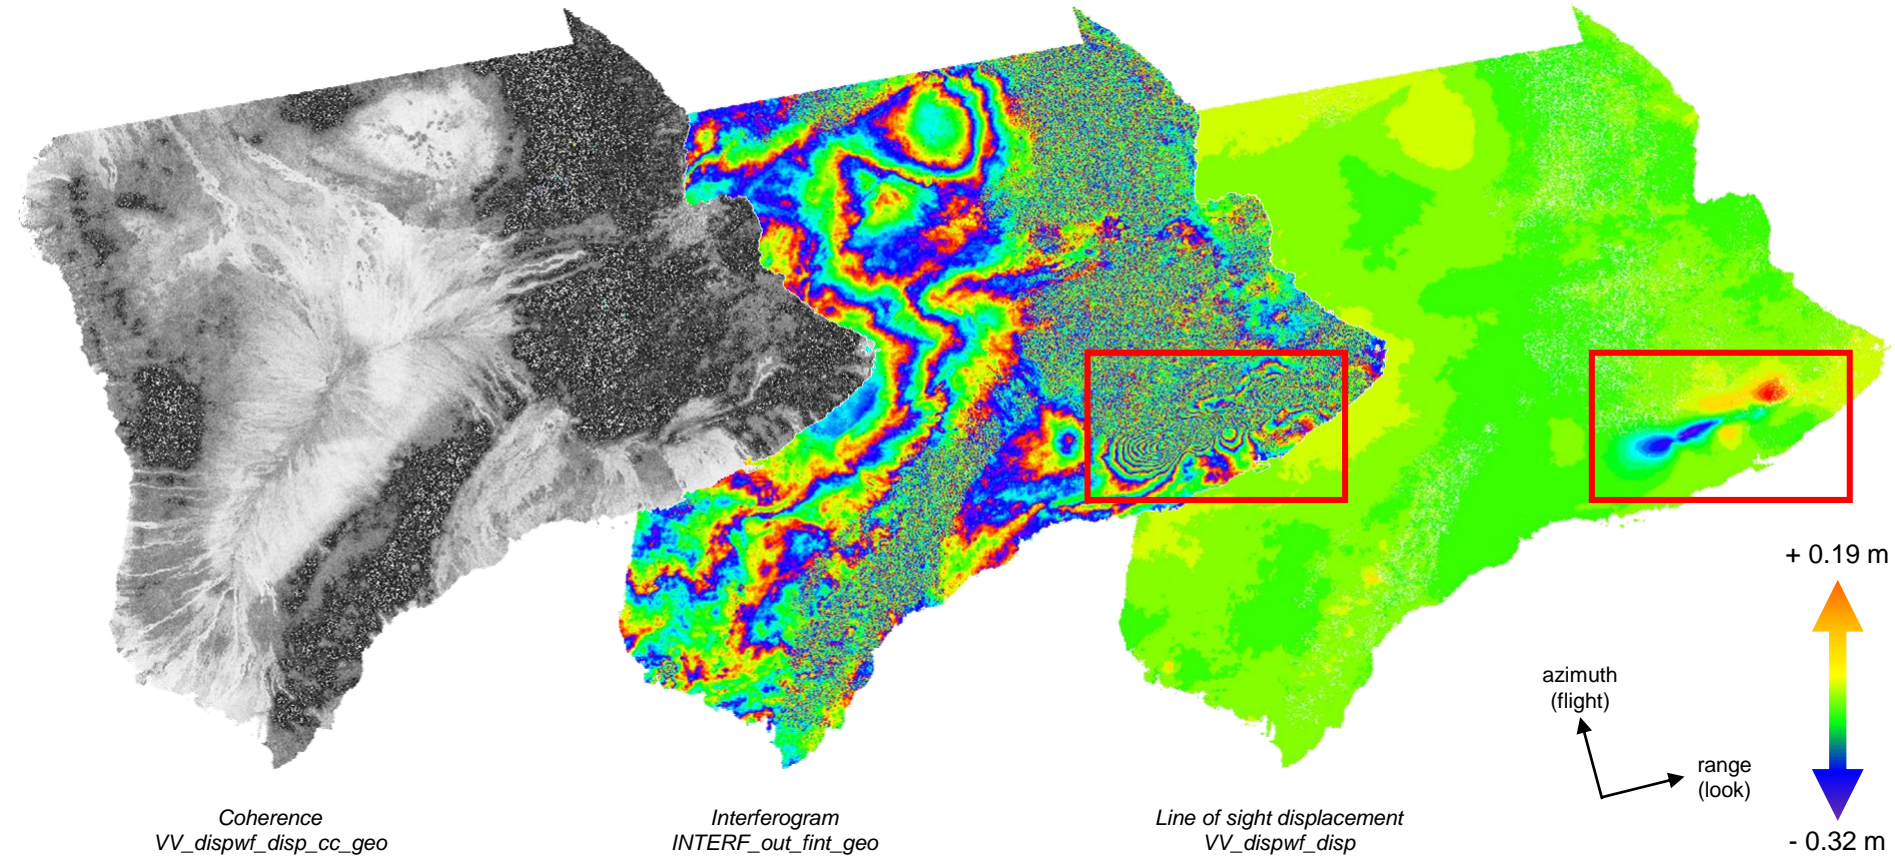 + 0.19 m
azimuth
(flight)
range
(look)
- 0.32 m
Coherence
VV_dispwf_disp_cc_geo
Interferogram
INTERF_out_fint_geo
Line of sight displacement
VV_dispwf_disp